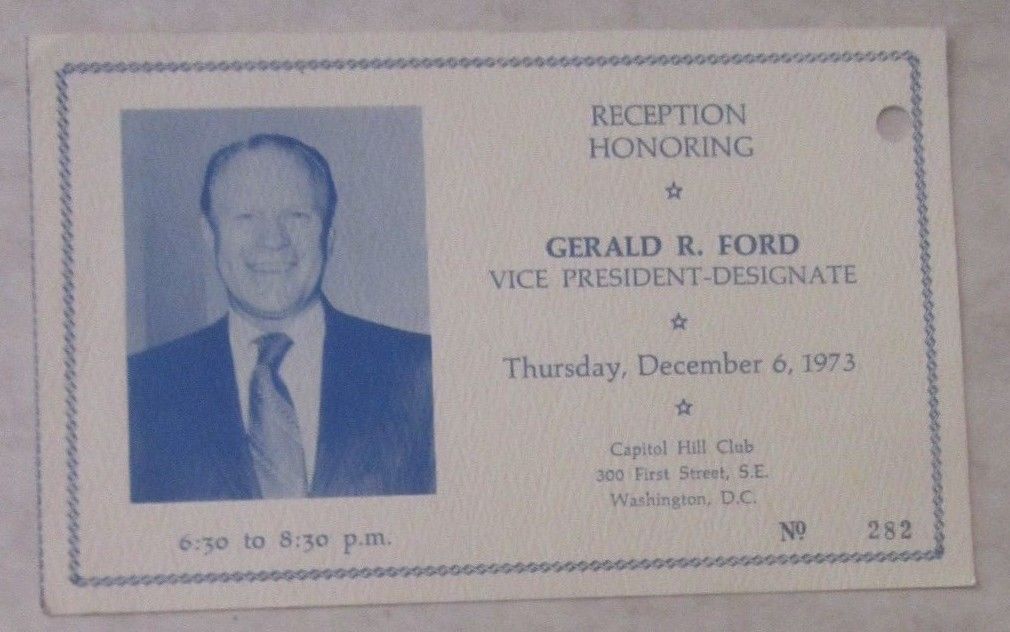 RECEPTION
HONORING
GERALD R. FORD
VICE PRESIDENT-DESIGNATE
Thursday, December 6, 1973
Capitol Hill Club
300 First Street, S.E.
Washington, D.C.
6:30 to 8:30 p.m.
Nº 282